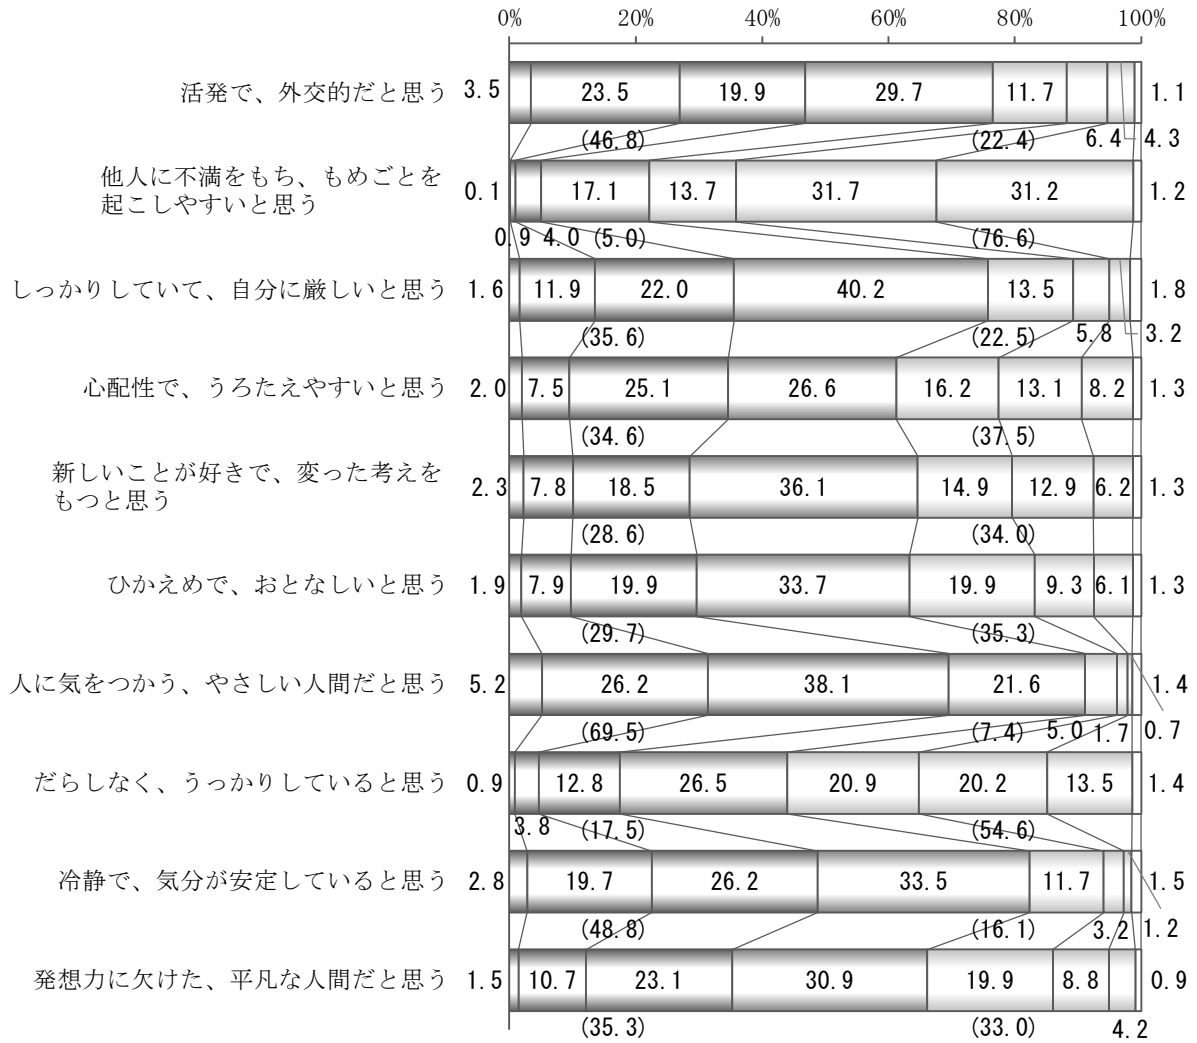 0% 20% 40% 60% 80% 100%
活発で、外交的だと思う 3.5 23.5 19.9 29.7 11.7 1.1
(46.8) (22.4) 6.4 4.3
他人に不満をもち、もめごとを
起こしやすいと思う 0.1 17.1 13.7 31.7 31.2 1.2
0.9 4.0 (5.0) (76.6)
しっかりしていて、自分に厳しいと思う 1.6 11.9 22.0 40.2 13.5 1.8
(35.6) (22.5) 5.8 3.2
心配性で、うろたえやすいと思う 2.0 7.5 25.1 26.6 16.2 13.1 8.2 1.3
(34.6) (37.5)
新しいことが好きで、変った考えを
もつと思う 2.3 7.8 18.5 36.1 14.9 12.9 6.2 1.3
(28.6) (34.0)
ひかえめで、おとなしいと思う 1.9 7.9 19.9 33.7 19.9 9.3 6.1 1.3
(29.7) (35.3)
人に気をつかう、やさしい人間だと思う 5.2 26.2 38.1 21.6 1.4
(69.5) (7.4) 5.0 1.7 0.7
だらしなく、うっかりしていると思う 0.9 12.8 26.5 20.9 20.2 13.5 1.4
3.8 (17.5) (54.6)
冷静で、気分が安定していると思う 2.8 19.7 26.2 33.5 11.7 1.5
(48.8) (16.1) 3.2 1.2
発想力に欠けた、平凡な人間だと思う 1.5 10.7 23.1 30.9 19.9 8.8 0.9
(35.3) (33.0) 4.2